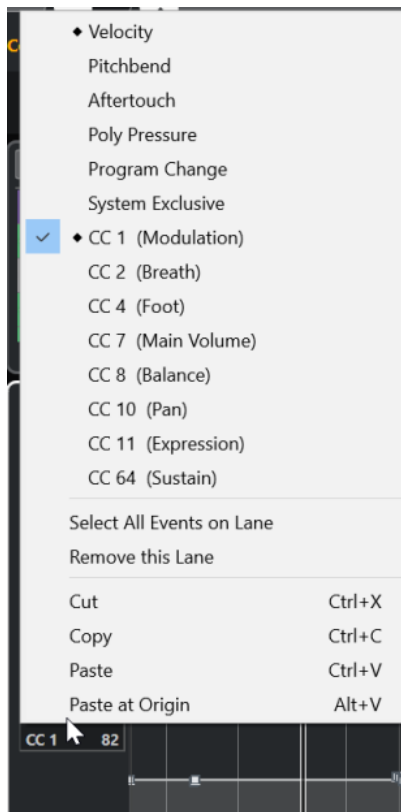 ◆ Velocity
Pitchbend
Aftertouch
Poly Pressure
Program Change
System Exclusive
✓ ◆ CC 1 (Modulation)
CC 2 (Breath)
CC 4 (Foot)
CC 7 (Main Volume)
CC 8 (Balance)
CC 10 (Pan)
CC 11 (Expression)
CC 64 (Sustain)
Select All Events on Lane
Remove this Lane
Cut Ctrl+X
Copy Ctrl+C
Paste Ctrl+V
Paste at Origin Alt+V
CC 1 82